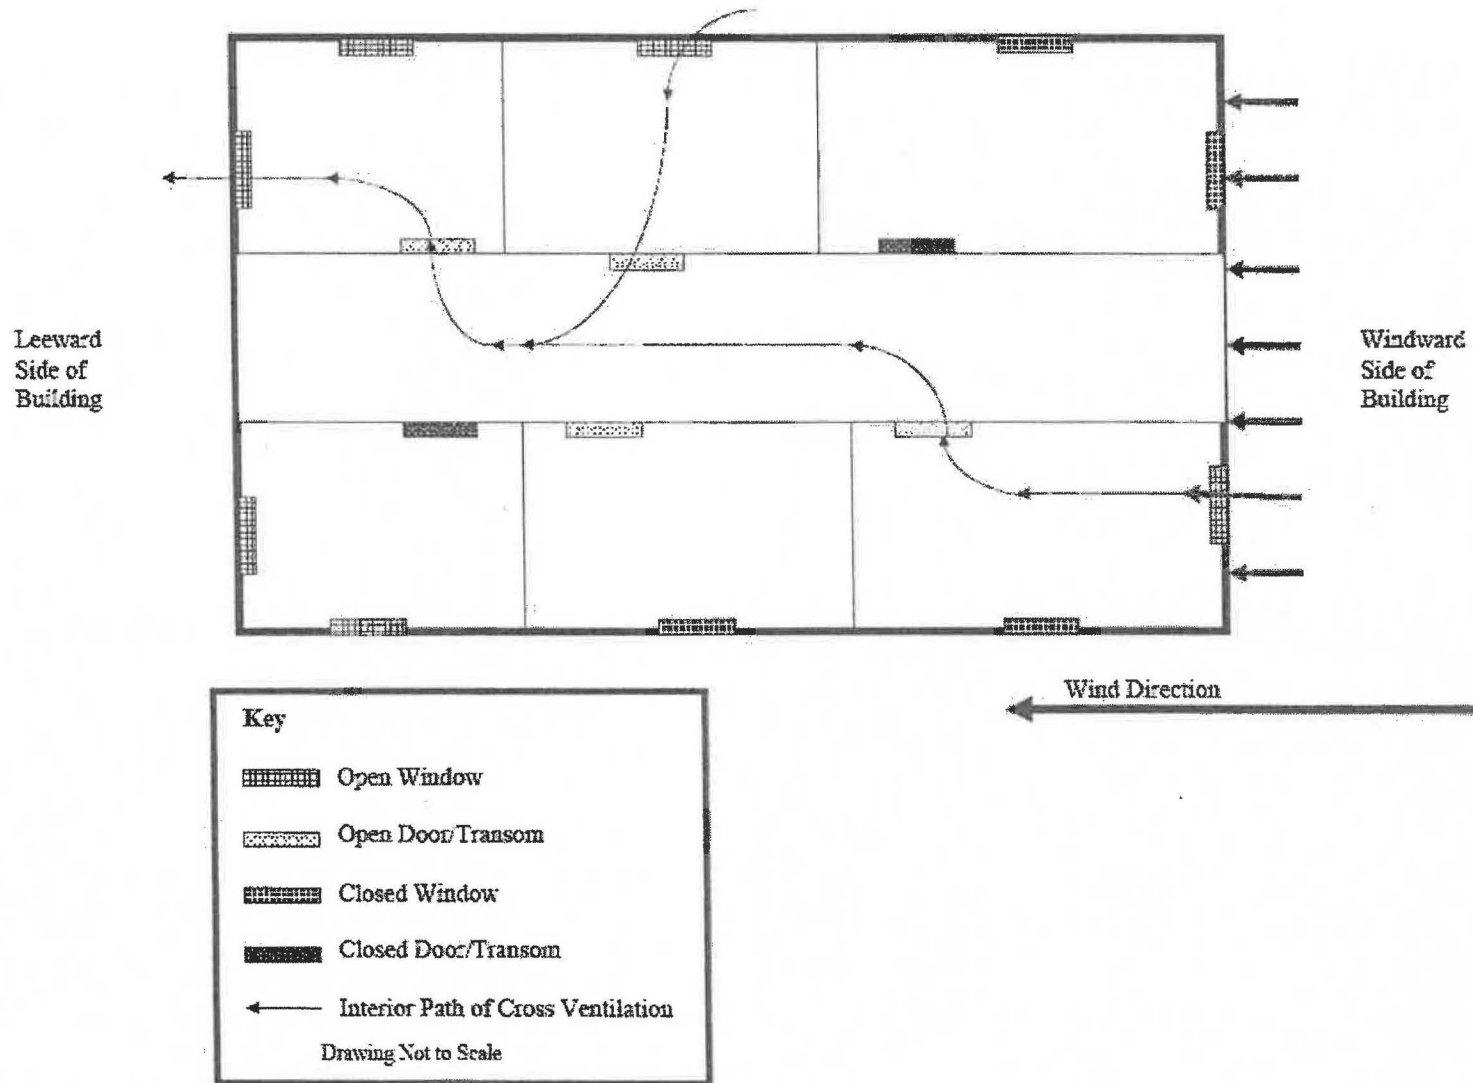 Leeward
Side of
Building
Windward
Side of
Building
Wind Direction
Key
Open Window
Open Door/Transom
Closed Window
Closed Door/Transom
Interior Path of Cross Ventilation
Drawing Not to Scale